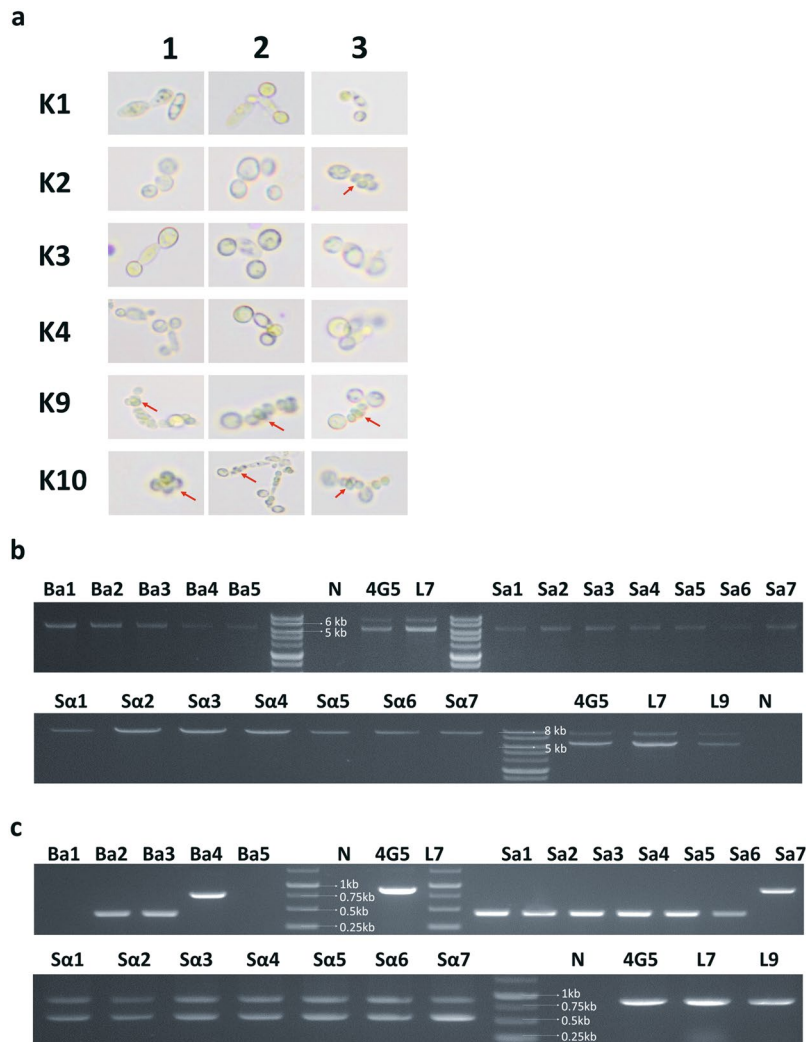 a
1 2 3
K1
K2
K3
K4
K9
K10
b
Ba1 Ba2 Ba3 Ba4 Ba5 N 4G5 L7 Sa1 Sa2 Sa3 Sa4 Sa5 Sa6 Sa7
6 kb
5 kb
Sα1 Sα2 Sα3 Sα4 Sα5 Sα6 Sα7 4G5 L7 L9 N
8 kb
5 kb
c
Ba1 Ba2 Ba3 Ba4 Ba5 N 4G5 L7 Sa1 Sa2 Sa3 Sa4 Sa5 Sa6 Sa7
1kb
0.75kb
0.5kb
0.25kb
Sα1 Sα2 Sα3 Sα4 Sα5 Sα6 Sα7 N 4G5 L7 L9
1kb
0.75kb
0.5kb
0.25kb